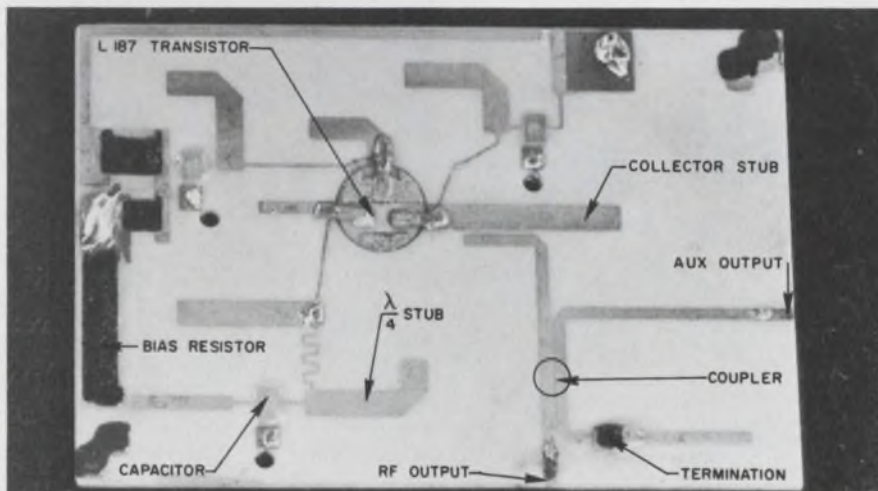 L 187 TRANSISTOR
COLLECTOR STUB
AUX OUTPUT
λ/4 STUB
BIAS RESISTOR
COUPLER
CAPACITOR
RF OUTPUT
TERMINATION